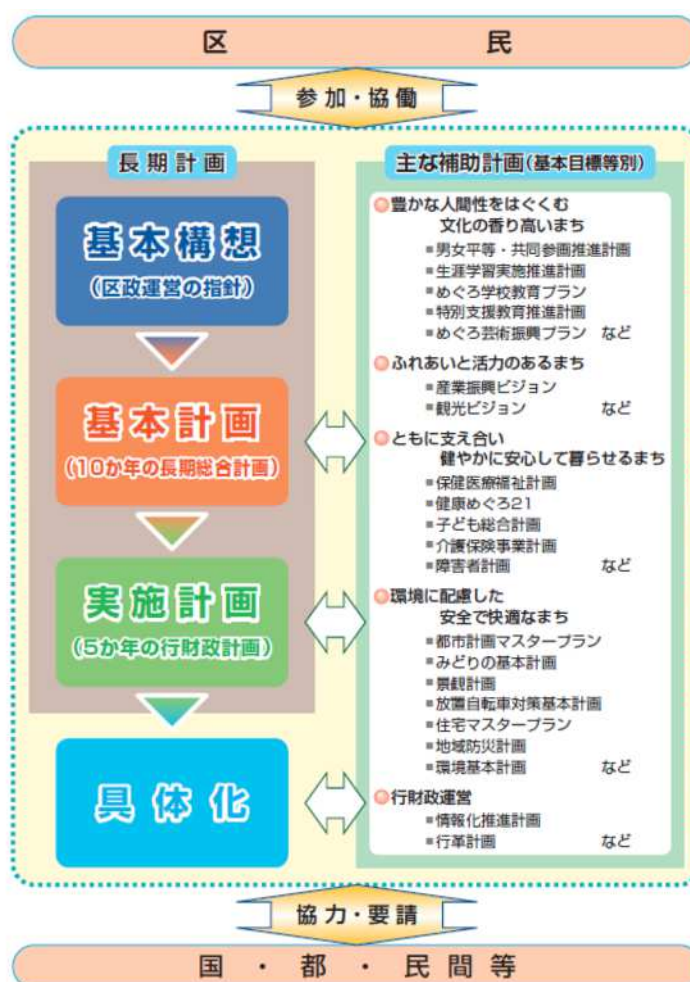 区 民
参加・協働
長期計画
基本構想
(区政運営の指針)
基本計画
(10か年の長期総合計画)
実施計画
(5か年の行財政計画)
具体化
主な補助計画(基本目標等別)
豊かな人間性をはぐくむ
文化の香り高いまち
■男女平等・共同参画推進計画
■生涯学習実施推進計画
■めぐろ学校教育プラン
■特別支援教育推進計画
■めぐろ芸術振興プラン など
ふれあいと活力のあるまち
■産業振興ビジョン
■観光ビジョン など
ともに支え合い
健やかに安心して暮らせるまち
■保健医療福祉計画
■健康めぐろ21
■子ども総合計画
■介護保険事業計画
■障害者計画 など
環境に配慮した
安全で快適なまち
■都市計画マスタープラン
■みどりの基本計画
■景観計画
■放置自転車対策基本計画
■住宅マスタープラン
■地域防災計画
■環境基本計画 など
行財政運営
■情報化推進計画
■行革計画 など
協力・要請
国・都・民間等